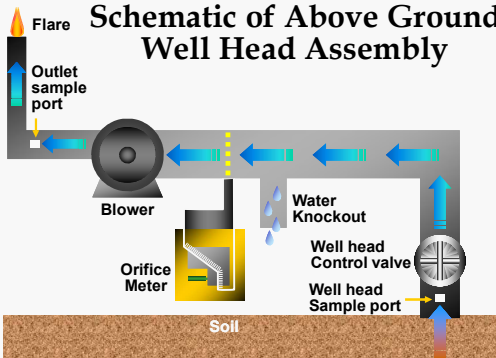 Schematic of Above Ground
Well Head Assembly
Flare
Outlet
sample
port
Blower
Water
Knockout
Orifice
Meter
Well head
Control valve
Well head
Sample port
Soil